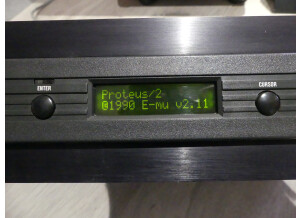 Proteus/2
@1990 E-mu v2.11
ENTER
CURSOR